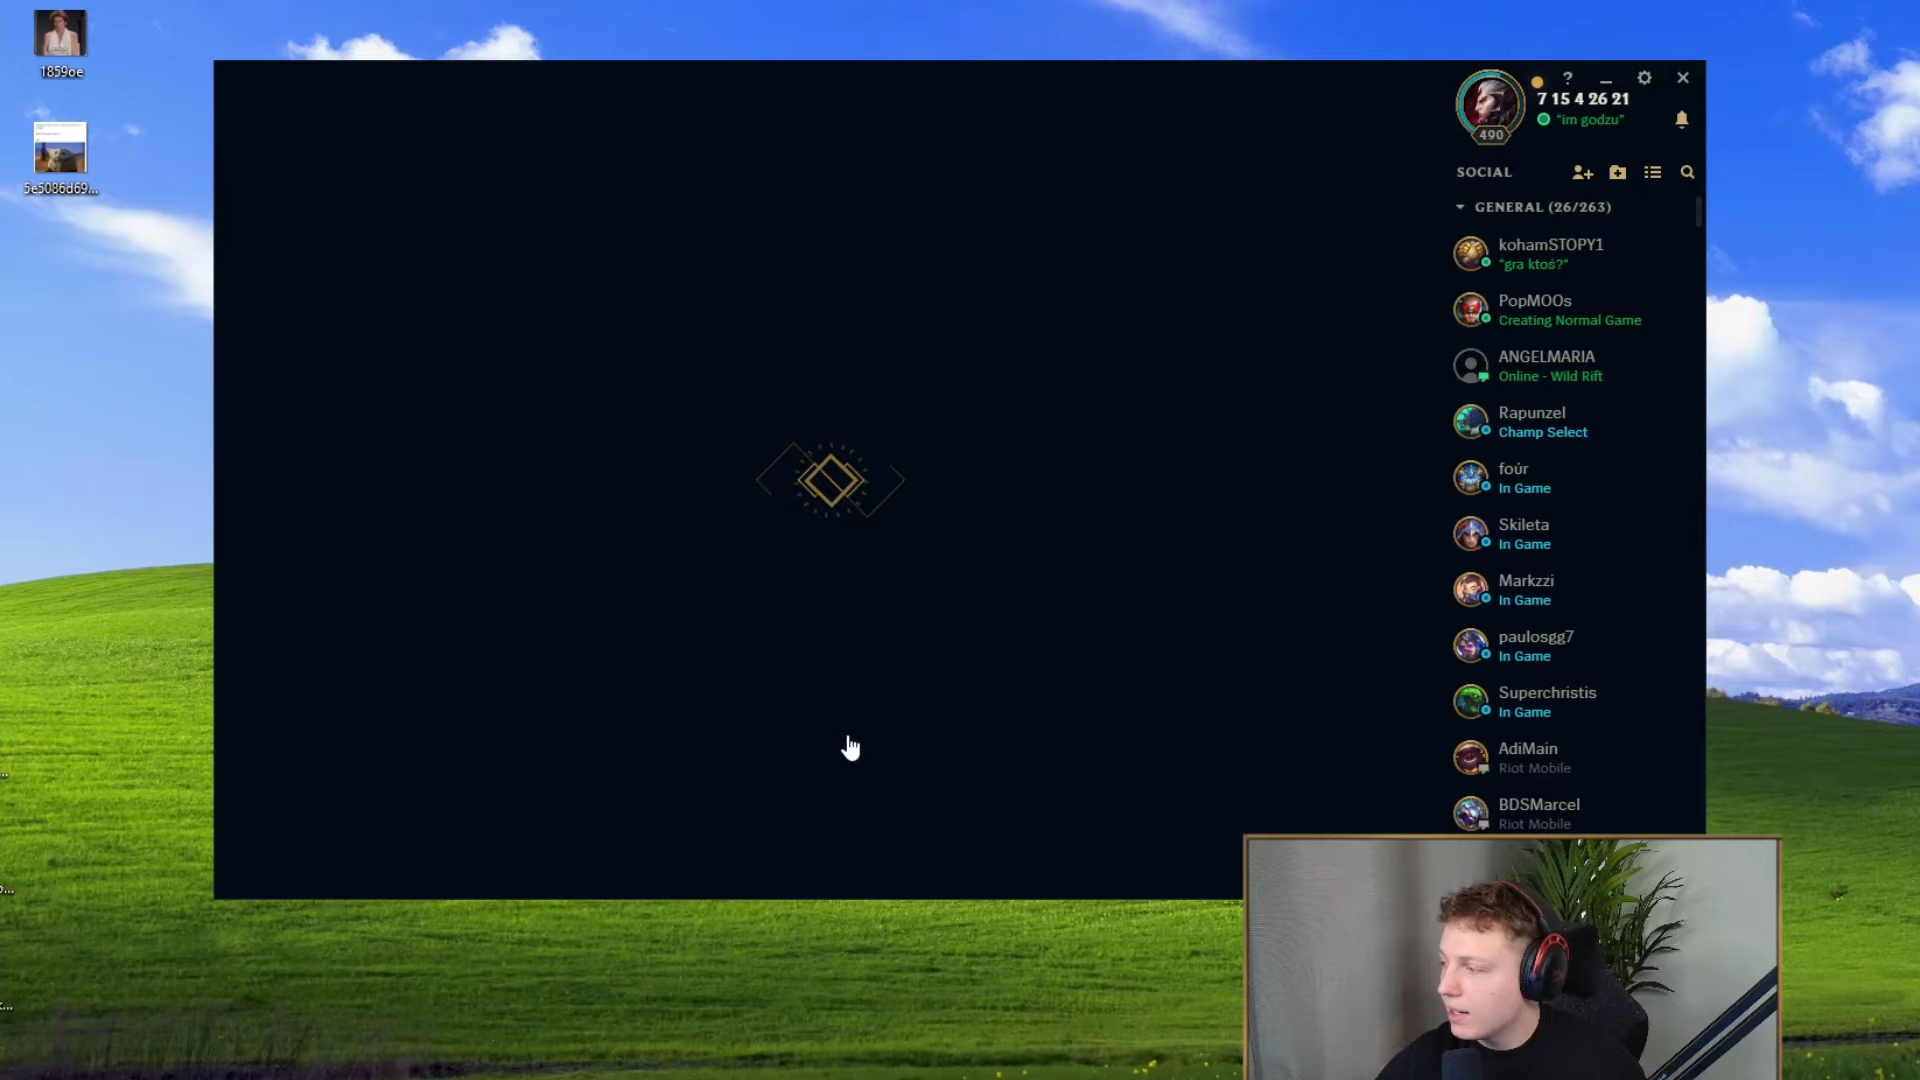 1859oe
5e5086d69...
?
7 15 4 26 21
"im godzu"
490
SOCIAL
GENERAL (26/263)
kohamSTOPY1
"gra ktoś?"
PopMOOs
Creating Normal Game
ANGELMARIA
Online - Wild Rift
Rapunzel
Champ Select
foúr
In Game
Skileta
In Game
Markzzi
In Game
paulosgg7
In Game
Superchristis
In Game
AdiMain
Riot Mobile
BDSMarcel
Riot Mobile